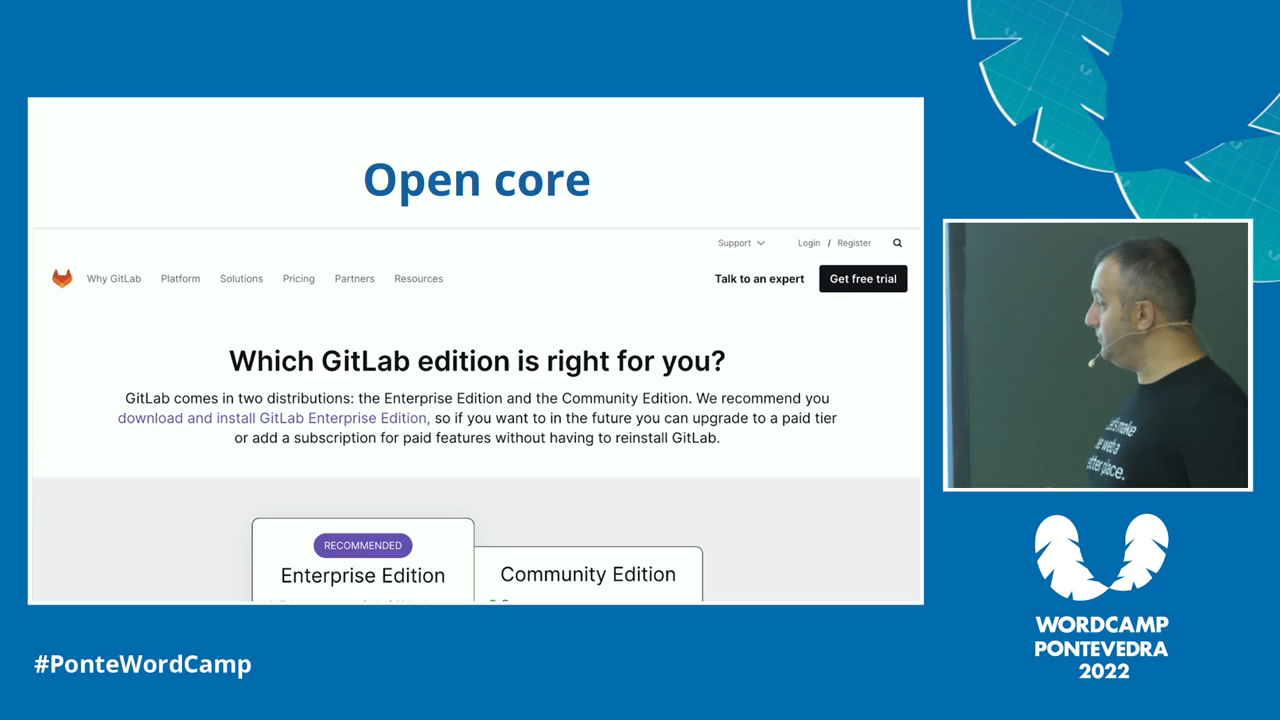 Open core
Support
Login / Register
Why GitLab Platform Solutions Pricing Partners Resources
Talk to an expert
Get free trial
Which GitLab edition is right for you?
GitLab comes in two distributions: the Enterprise Edition and the Community Edition. We recommend you
download and install GitLab Enterprise Edition, so if you want to in the future you can upgrade to a paid tier
or add a subscription for paid features without having to reinstall GitLab.
RECOMMENDED
Enterprise Edition
Community Edition
make
place.
WORDCAMP
PONTEVEDRA
2022
#PonteWordCamp